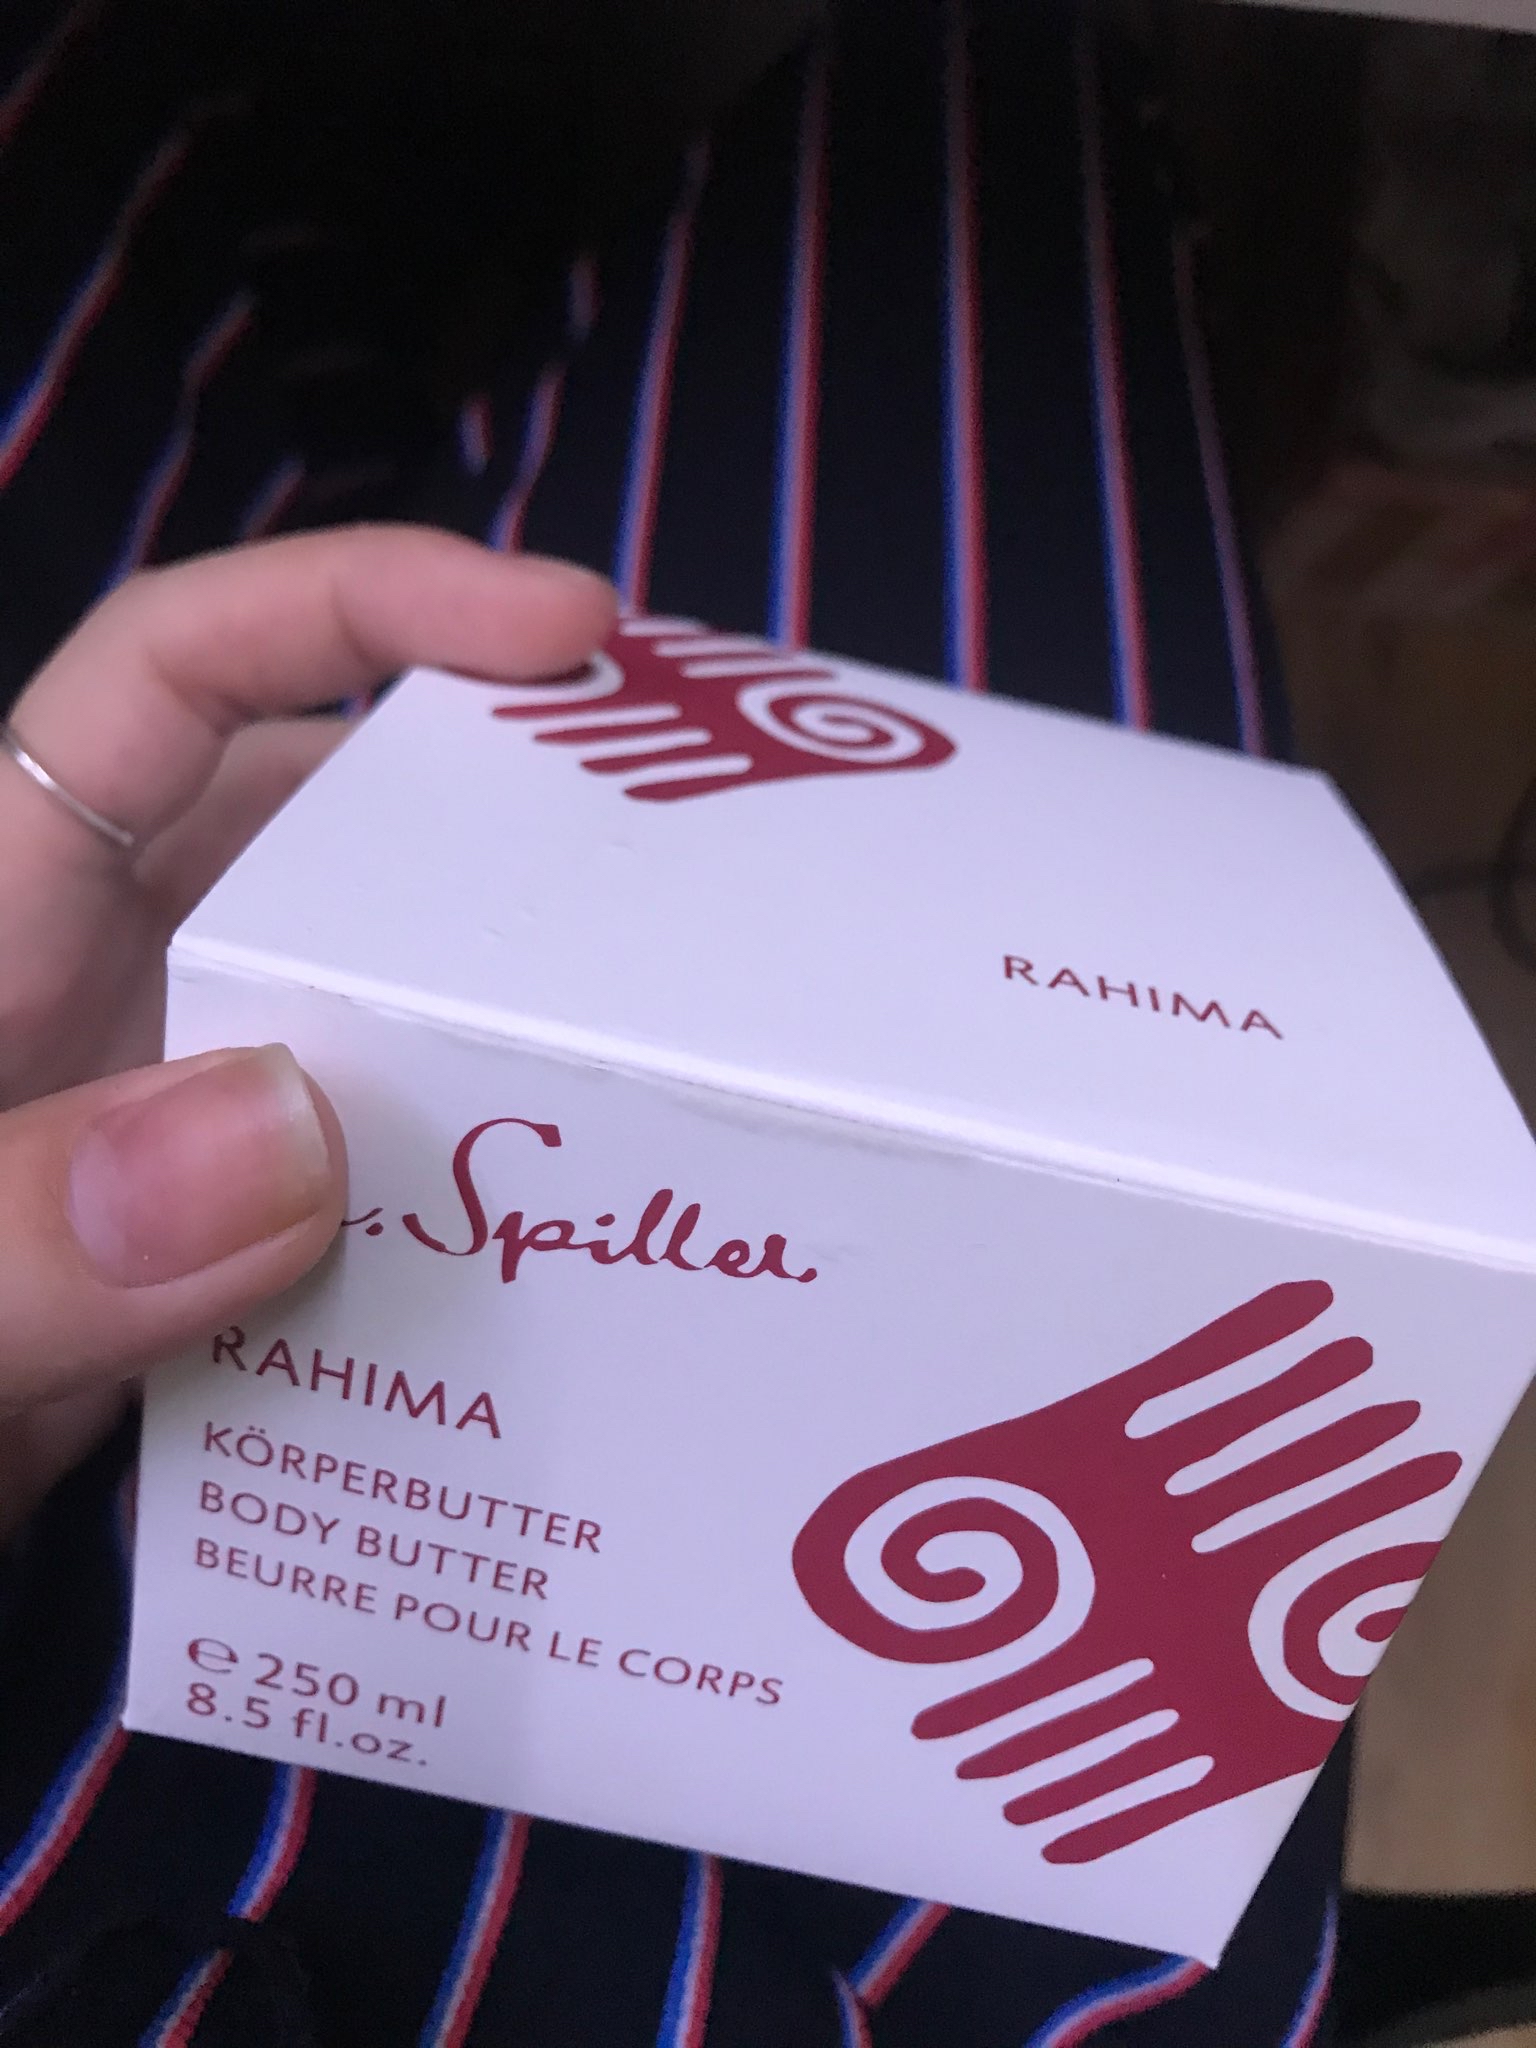 RAHIMA
. Spiller.
RAHIMA
KÖRPERBUTTER
BODY BUTTER
BEURRE POUR LE CORPS
℮ 250 ml
8.5 fl.oz.